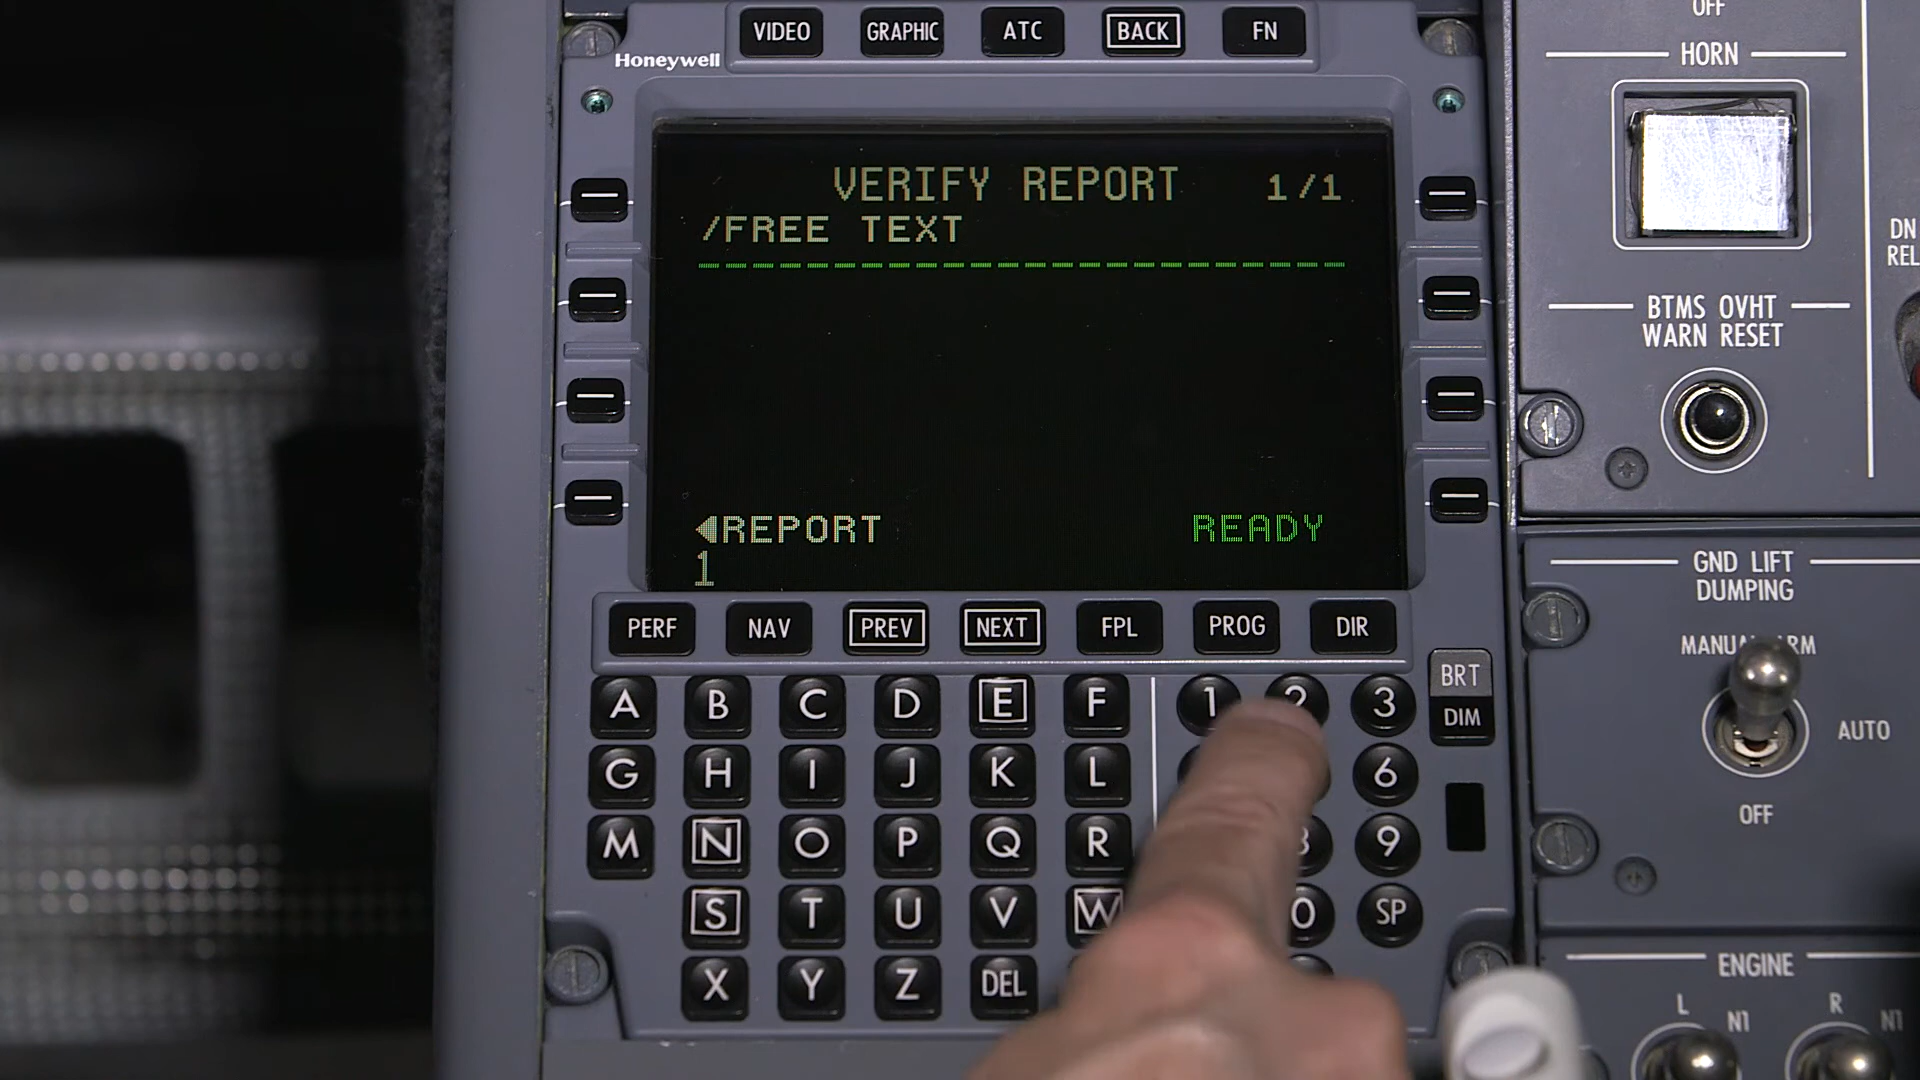 VIDEO GRAPHIC ATC BACK FN
Honeywell
VERIFY REPORT 1/1
/FREE TEXT
REPORT READY
1
PERF NAV PREV NEXT FPL PROG DIR
A B C D E F 1 2 3
G H I J K L 6
M N O P Q R 9
S T U V W 0 SP
X Y Z DEL
BRT
DIM
OFF
HORN
DN
REL
BTMS OVHT
WARN RESET
GND LIFT
DUMPING
AUTO
OFF
ENGINE
L R
N1 N1